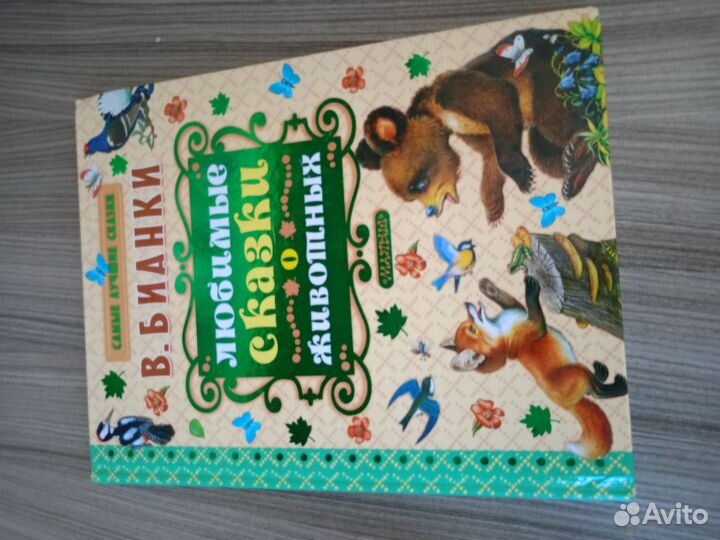 САМЫЕ ЛУЧШИЕ СКАЗКИ
В. БИАНКИ
ЛЮБИМЫЕ
СКАЗКИ
О
ЖИВОТНЫХ
МАЛЫШ
Avito